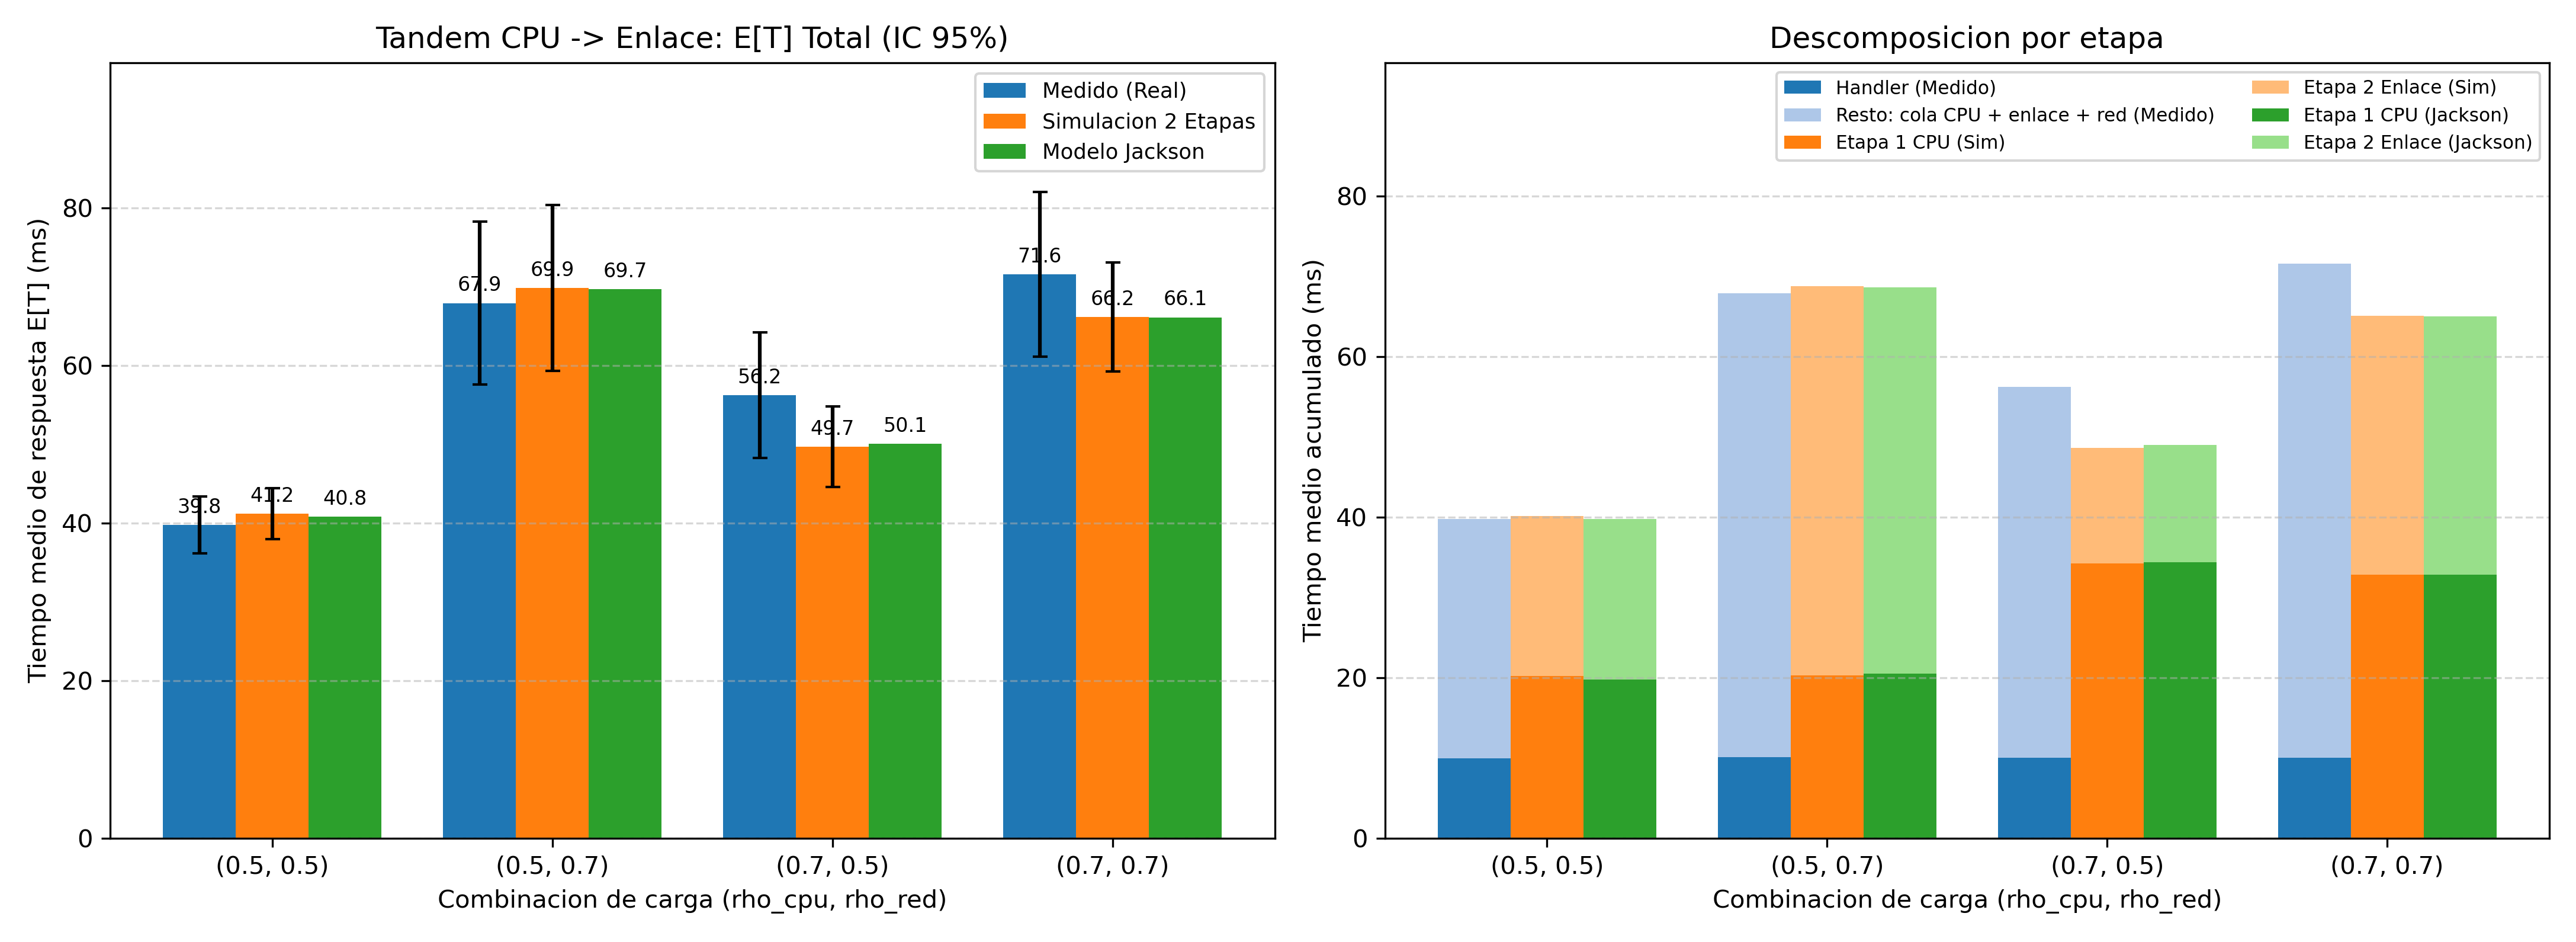 Tandem CPU -> Enlace: E[T] Total (IC 95%)
Medido (Real)
Simulacion 2 Etapas
Modelo Jackson
Tiempo medio de respuesta E[T] (ms)
80
60
40
20
0
39.8
41.2
40.8
67.9
69.9
69.7
56.2
49.7
50.1
71.6
66.2
66.1
(0.5, 0.5)
(0.5, 0.7)
(0.7, 0.5)
(0.7, 0.7)
Combinacion de carga (rho_cpu, rho_red)
Descomposicion por etapa
Handler (Medido)
Resto: cola CPU + enlace + red (Medido)
Etapa 1 CPU (Sim)
Etapa 2 Enlace (Sim)
Etapa 1 CPU (Jackson)
Etapa 2 Enlace (Jackson)
Tiempo medio acumulado (ms)
80
60
40
20
0
(0.5, 0.5)
(0.5, 0.7)
(0.7, 0.5)
(0.7, 0.7)
Combinacion de carga (rho_cpu, rho_red)